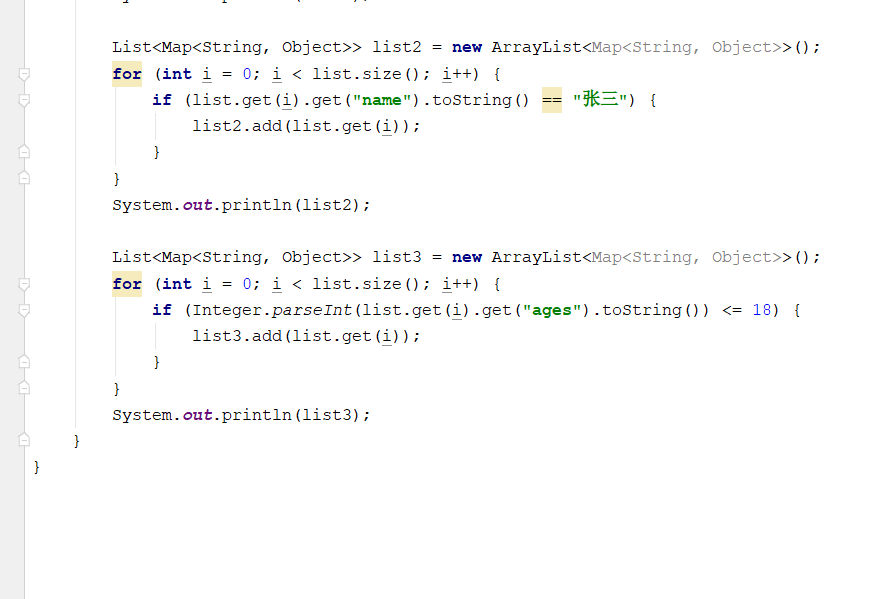 List<Map<String, Object>> list2 = new ArrayList<Map<String, Object>>();
for (int i = 0; i < list.size(); i++) {
if (list.get(i).get("name").toString() == "张三") {
list2.add(list.get(i));
}
}
System.out.println(list2);
List<Map<String, Object>> list3 = new ArrayList<Map<String, Object>>();
for (int i = 0; i < list.size(); i++) {
if (Integer.parseInt(list.get(i).get("ages").toString()) <= 18) {
list3.add(list.get(i));
}
}
System.out.println(list3);
}
}